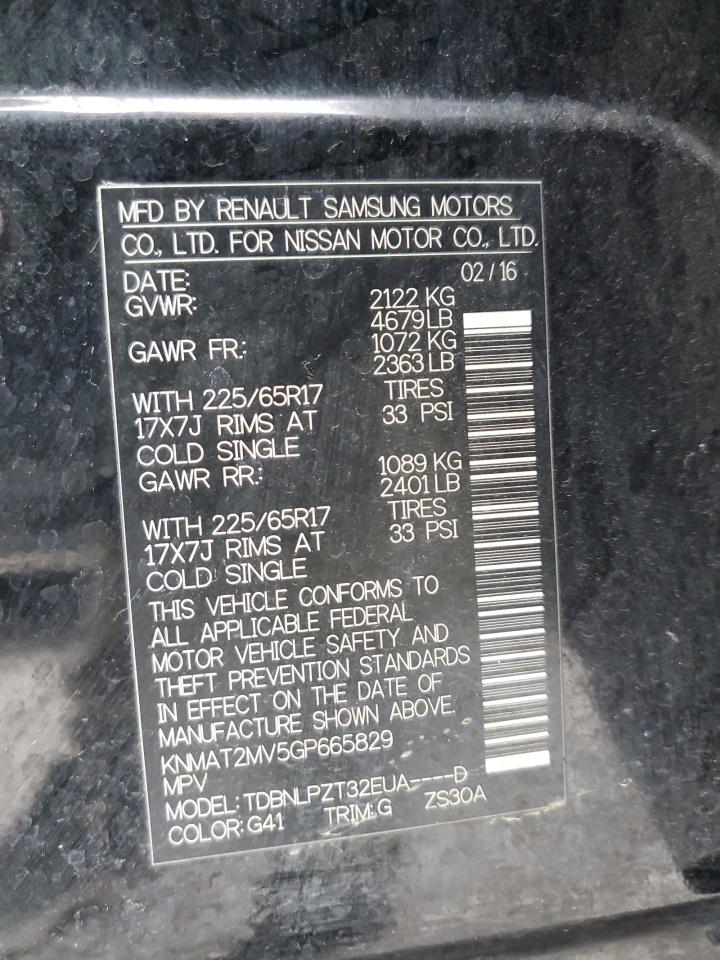 MFD BY RENAULT SAMSUNG MOTORS
CO., LTD. FOR NISSAN MOTOR CO., LTD.
DATE: 02/16
GVWR: 2122 KG
4679 LB
GAWR FR: 1072 KG
2363 LB
WITH 225/65R17 TIRES
17X7J RIMS AT 33 PSI
COLD SINGLE
GAWR RR: 1089 KG
2401 LB
WITH 225/65R17 TIRES
17X7J RIMS AT 33 PSI
COLD SINGLE
THIS VEHICLE CONFORMS TO
ALL APPLICABLE FEDERAL
MOTOR VEHICLE SAFETY AND
THEFT PREVENTION STANDARDS
IN EFFECT ON THE DATE OF
MANUFACTURE SHOWN ABOVE.
KNMAT2MV5GP665829
MPV
MODEL: TDBNLPZT32EUA----D
COLOR: G41 TRIM: G ZS30A